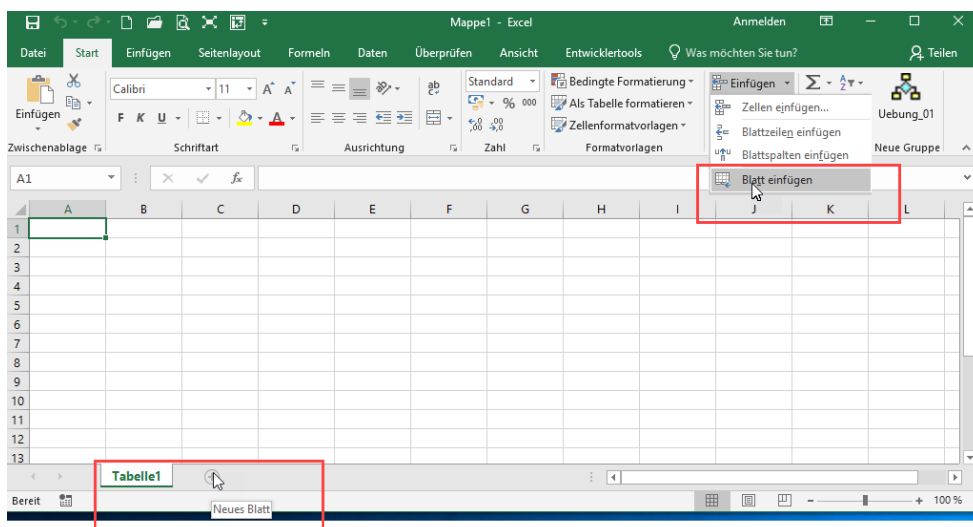 Mappe1 - Excel
Anmelden
Datei Start Einfügen Seitenlayout Formeln Daten Überprüfen Ansicht Entwicklertools Was möchten Sie tun? Teilen
Einfügen
Calibri 11 A A
F K U A
ab
Standard
% 000
Bedingte Formatierung
Als Tabelle formatieren
Zellenformatvorlagen
Einfügen
Zellen einfügen...
Blattzeilen einfügen
Blattspalten einfügen
Blatt einfügen
Uebung_01
Zwischenablage Schriftart Ausrichtung Zahl Formatvorlagen Neue Gruppe
A1 fx
A B C D E F G H I J K L
1
2
3
4
5
6
7
8
9
10
11
12
13
Tabelle1
Neues Blatt
Bereit 100 %